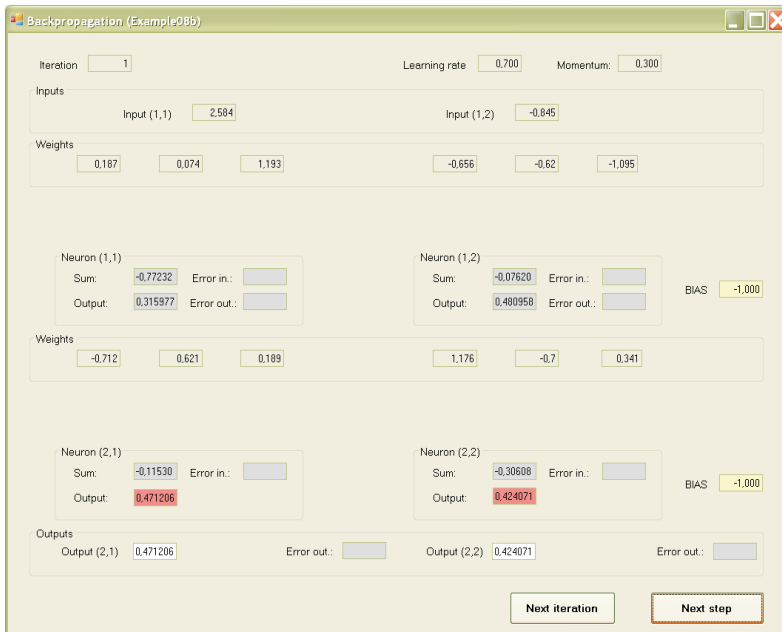 Backpropagation (Example08b)
Iteration 1 Learning rate 0,700 Momentum: 0,300
Inputs
Input (1,1) 2,584 Input (1,2) -0,845
Weights
0,187 0,074 1,193 -0,656 -0,62 -1,095
Neuron (1,1) Neuron (1,2)
Sum: -0,77232 Error in.: Sum: -0,07620 Error in.:
BIAS -1,000
Output: 0,315977 Error out.: Output: 0,480958 Error out.:
Weights
-0,712 0,621 0,189 1,176 -0,7 0,341
Neuron (2,1) Neuron (2,2)
Sum: -0,11530 Error in.: Sum: -0,30608 Error in.:
BIAS -1,000
Output: 0,471206 Output: 0,424071
Outputs
Output (2,1) 0,471206 Error out.: Output (2,2) 0,424071 Error out.:
Next iteration Next step